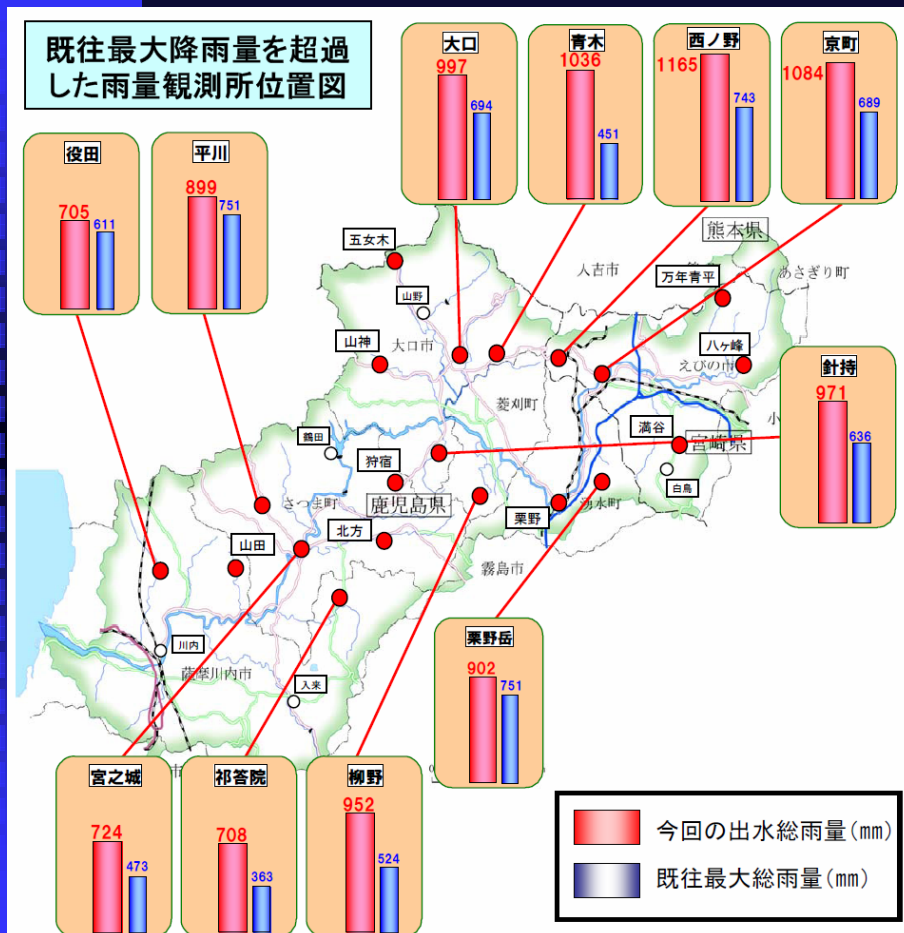 既往最大降雨量を超過
した雨量観測所位置図
大口
997
694
青木
1036
451
西ノ野
1165
743
京町
1084
689
役田
705
611
平川
899
751
熊本県
五女木
人吉市
万年青平
あさぎり町
山野
山神
大口市
八ヶ峰
えびの市
針持
971
636
菱刈町
小
鶴田
満谷
宮崎県
狩宿
白鳥
鹿児島県
さつま町
栗野
湧水町
北方
山田
霧島市
川内
薩摩川内市
入来
栗野岳
902
751
宮之城
724
473
市
祁答院
708
363
柳野
952
524
今回の出水総雨量(mm)
既往最大総雨量(mm)